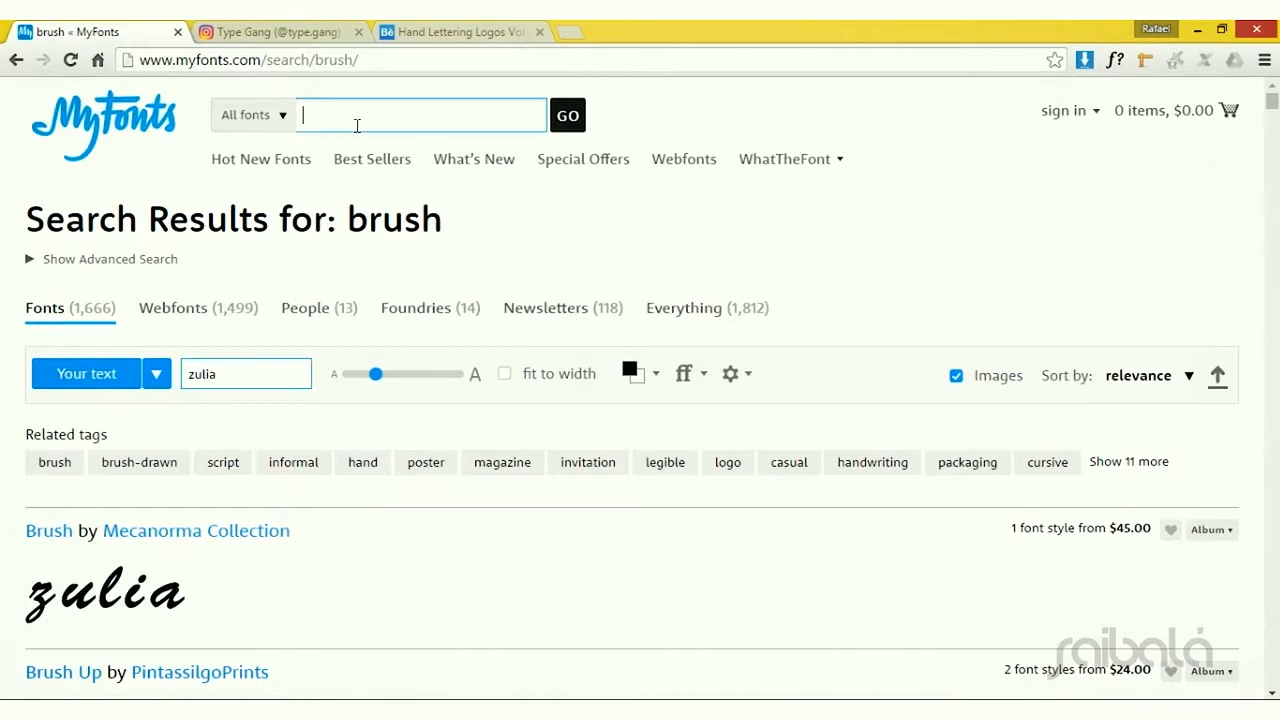 brush « MyFonts
Type Gang (@type.gang)
Hand Lettering Logos Vol
Rafael
www.myfonts.com/search/brush/
f?
MyFonts
All fonts
GO
sign in
0 items, $0.00
Hot New Fonts
Best Sellers
What's New
Special Offers
Webfonts
WhatTheFont
Search Results for: brush
Show Advanced Search
Fonts (1,666)
Webfonts (1,499)
People (13)
Foundries (14)
Newsletters (118)
Everything (1,812)
Your text
zulia
A
A
fit to width
ff
Images
Sort by: relevance
Related tags
brush
brush-drawn
script
informal
hand
poster
magazine
invitation
legible
logo
casual
handwriting
packaging
cursive
Show 11 more
Brush by Mecanorma Collection
1 font style from $45.00
Album
zulia
raibalá
Brush Up by PintassilgoPrints
2 font styles from $24.00
Album